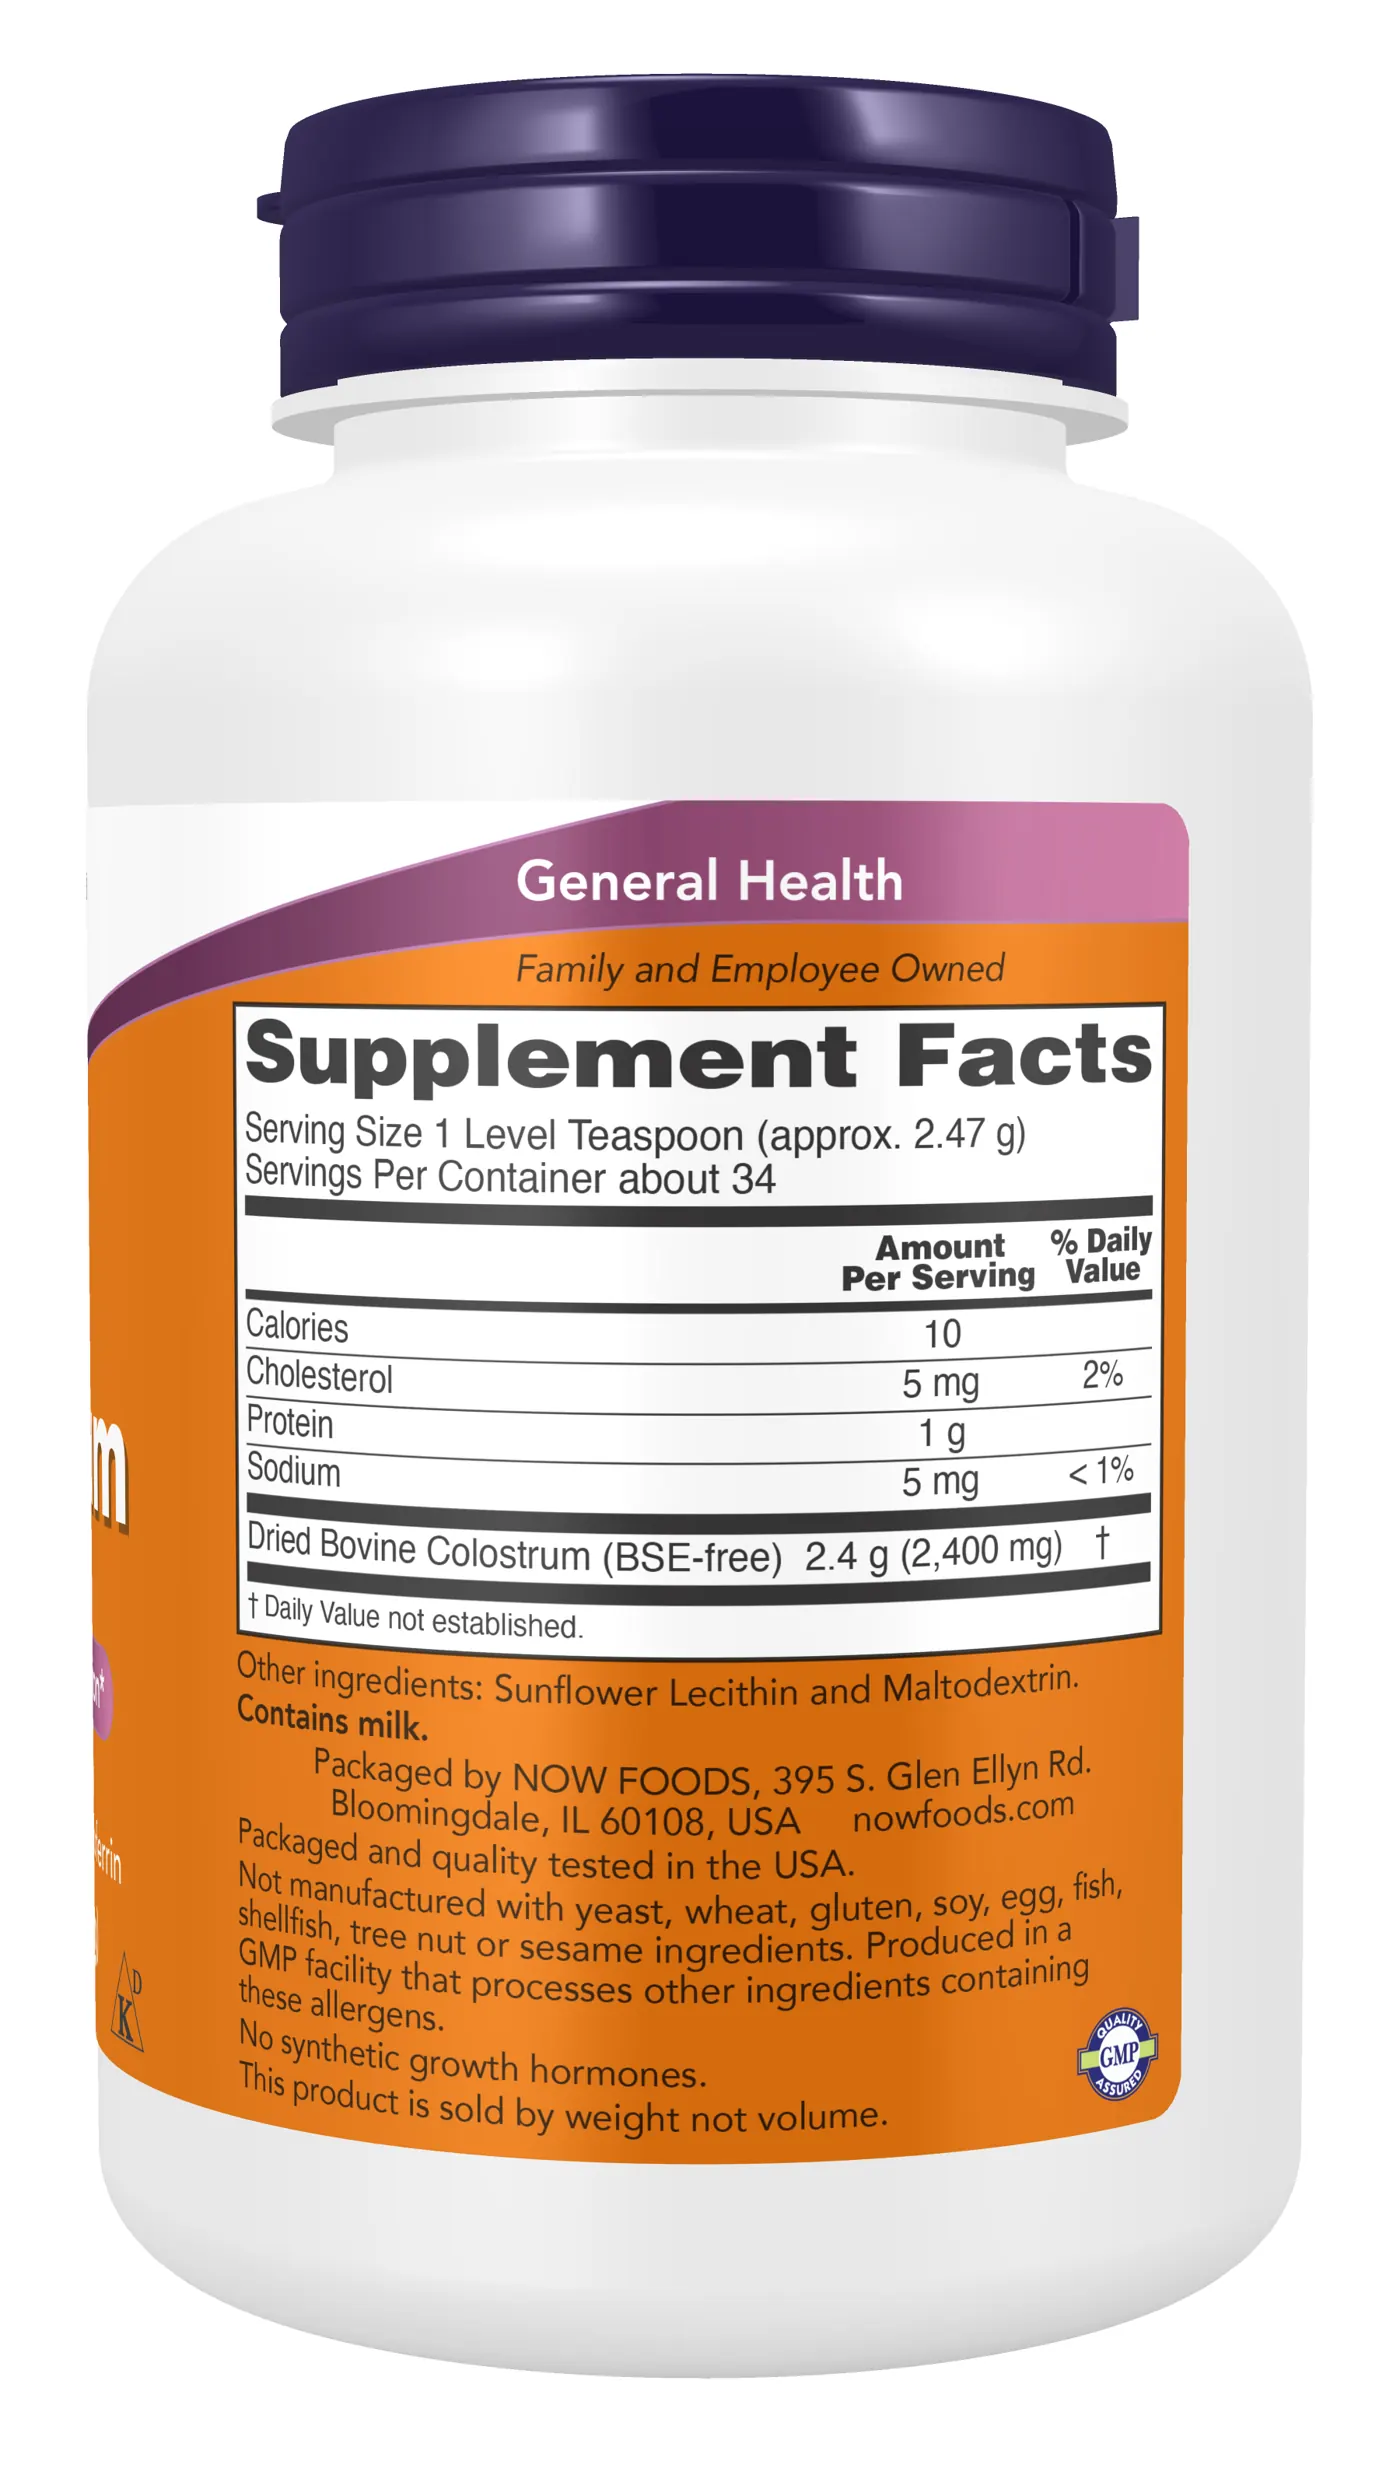 General Health
Family and Employee Owned
Supplement Facts
Serving Size 1 Level Teaspoon (approx. 2.47 g)
Servings Per Container about 34
Amount Per Serving % Daily Value
Calories 10
Cholesterol 5 mg 2%
Protein 1 g
Sodium 5 mg < 1%
Dried Bovine Colostrum (BSE-free) 2.4 g (2,400 mg) †
† Daily Value not established.
Other ingredients: Sunflower Lecithin and Maltodextrin.
Contains milk.
Packaged by NOW FOODS, 395 S. Glen Ellyn Rd.
Bloomingdale, IL 60108, USA nowfoods.com
Packaged and quality tested in the USA.
Not manufactured with yeast, wheat, gluten, soy, egg, fish,
shellfish, tree nut or sesame ingredients. Produced in a
GMP facility that processes other ingredients containing
these allergens.
No synthetic growth hormones.
This product is sold by weight not volume.
QUALITY
GMP
ASSURED
K D